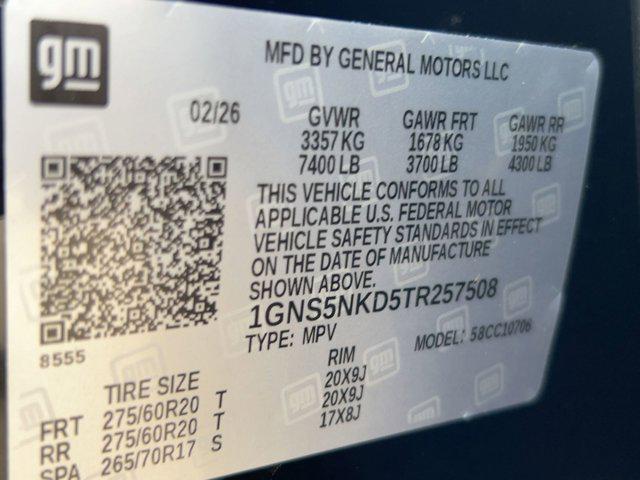 gm
MFD BY GENERAL MOTORS LLC
02/26
GVWR GAWR FRT GAWR RR
3357 KG 1678 KG 1950 KG
7400 LB 3700 LB 4300 LB
THIS VEHICLE CONFORMS TO ALL
APPLICABLE U.S. FEDERAL MOTOR
VEHICLE SAFETY STANDARDS IN EFFECT
ON THE DATE OF MANUFACTURE
SHOWN ABOVE.
1GNS5NKD5TR257508
TYPE: MPV MODEL: 58CC10706
8555
TIRE SIZE RIM
FRT 275/60R20 T 20X9J
RR 275/60R20 T 20X9J
SPA 265/70R17 S 17X8J